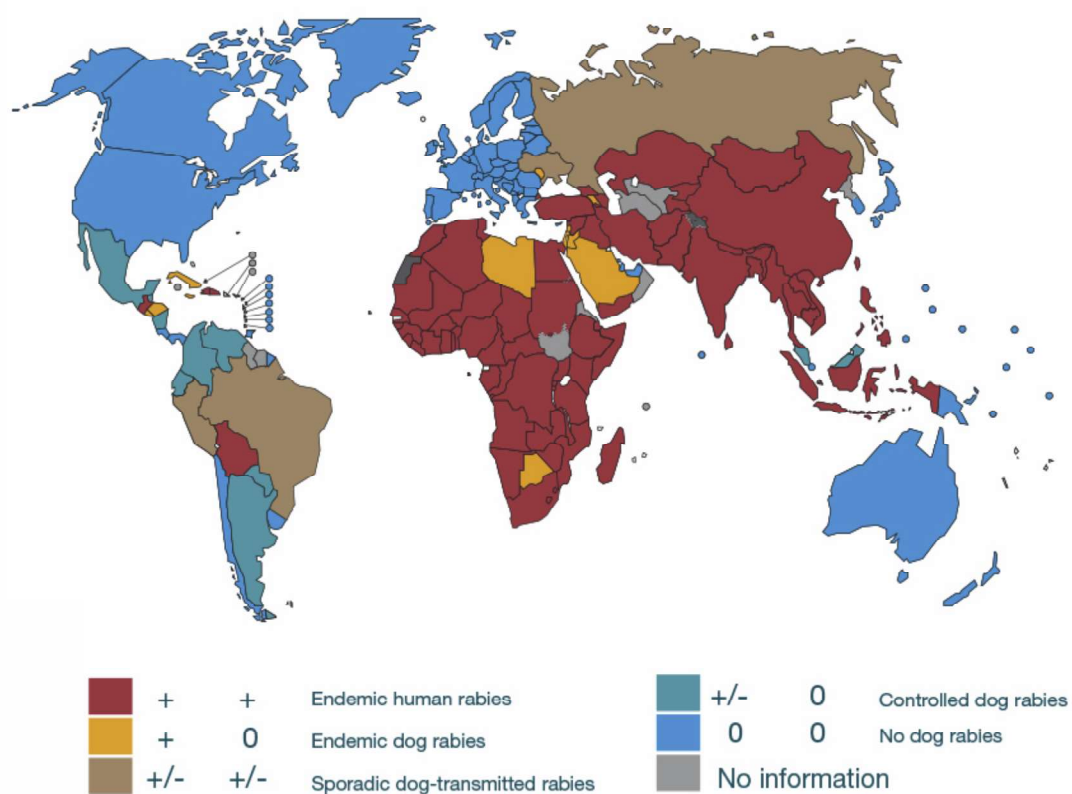 + + Endemic human rabies
+ 0 Endemic dog rabies
+/- +/- Sporadic dog-transmitted rabies
+/- 0 Controlled dog rabies
0 0 No dog rabies
No information